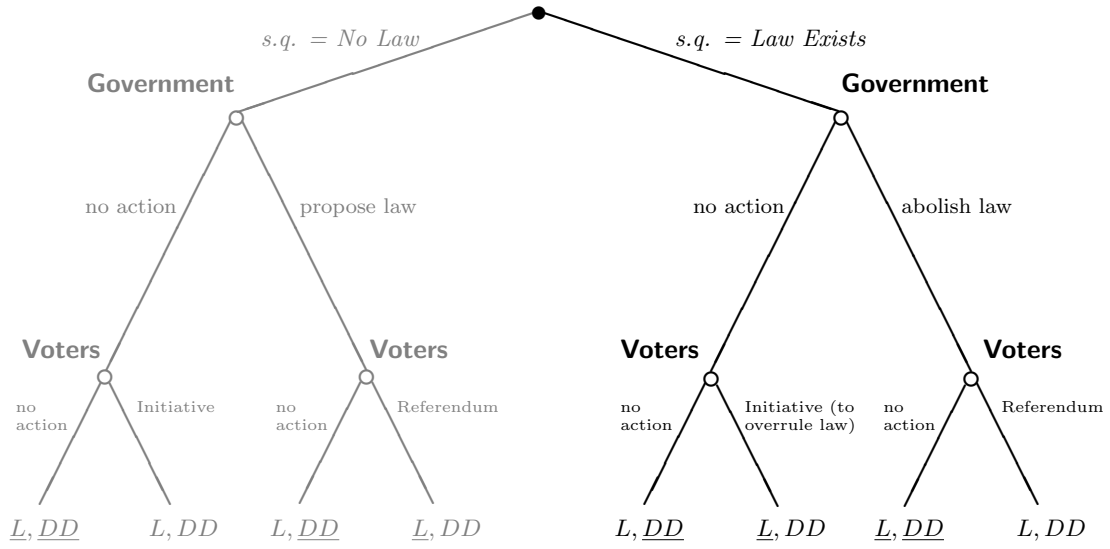 s.q. = No Law
s.q. = Law Exists
Government
Government
no action
propose law
no action
abolish law
Voters
Voters
Voters
Voters
no
action
Initiative
no
action
Referendum
no
action
Initiative (to
overrule law)
no
action
Referendum
L, DD
L, DD
L, DD
L, DD
L, DD
L, DD
L, DD
L, DD